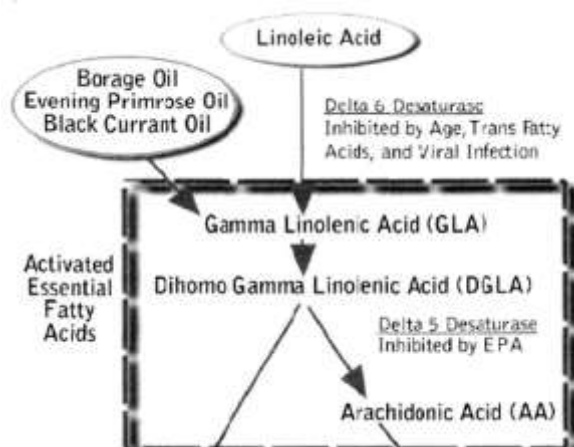 Linoleic Acid
Borage Oil
Evening Primrose Oil
Black Currant Oil
Delta 6 Desaturase
Inhibited by Age, Trans Fatty
Acids, and Viral Infection
Gamma Linolenic Acid (GLA)
Activated
Essential
Fatty
Acids
Dihomo Gamma Linolenic Acid (DGLA)
Delta 5 Desaturase
Inhibited by EPA
Arachidonic Acid (AA)